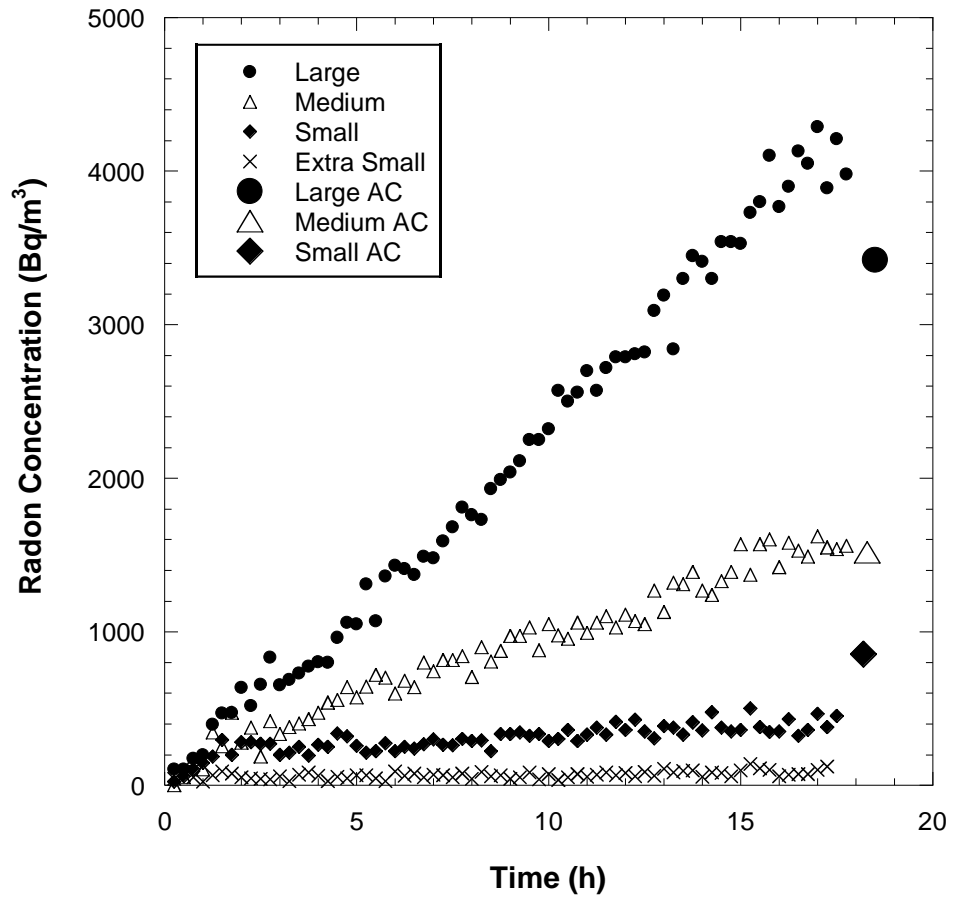 5000
4000
3000
2000
1000
0
Radon Concentration (Bq/m³)
Large
Medium
Small
Extra Small
Large AC
Medium AC
Small AC
0
5
10
15
20
Time (h)